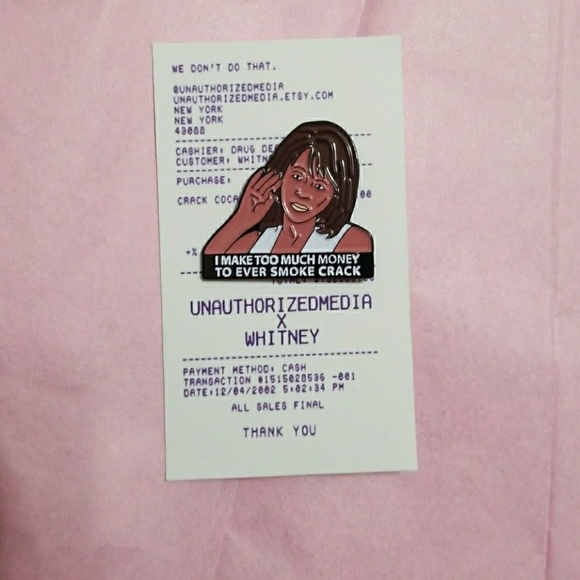 WE DON'T DO THAT.
@UNAUTHORIZEDMEDIA
UNAUTHORIZEDMEDIA.ETSY.COM
NEW YORK
NEW YORK
43088
CASHIER: DRUG
CUSTOMER: WHITN
PURCHASE:
CRACK COCA 00
+%
I MAKE TOO MUCH MONEY
TO EVER SMOKE CRACK
UNAUTHORIZEDMEDIA
X
WHITNEY
PAYMENT METHOD: CASH
TRANSACTION #1515028536 -001
DATE:12/04/2002 5:02:34 PM
ALL SALES FINAL
THANK YOU